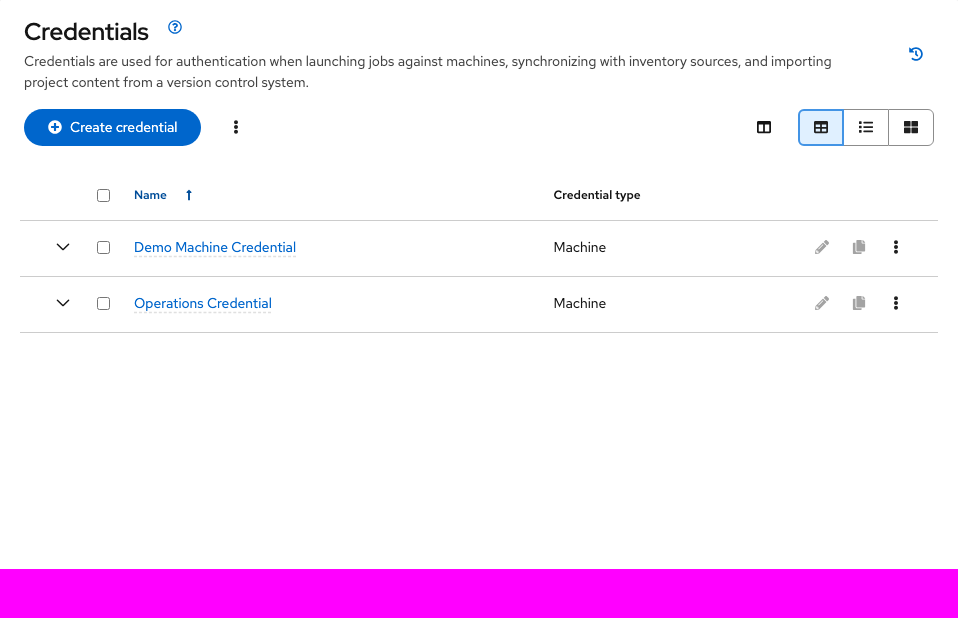 Credentials
Credentials are used for authentication when launching jobs against machines, synchronizing with inventory sources, and importing
project content from a version control system.
Create credential
Name Credential type
Demo Machine Credential Machine
Operations Credential Machine